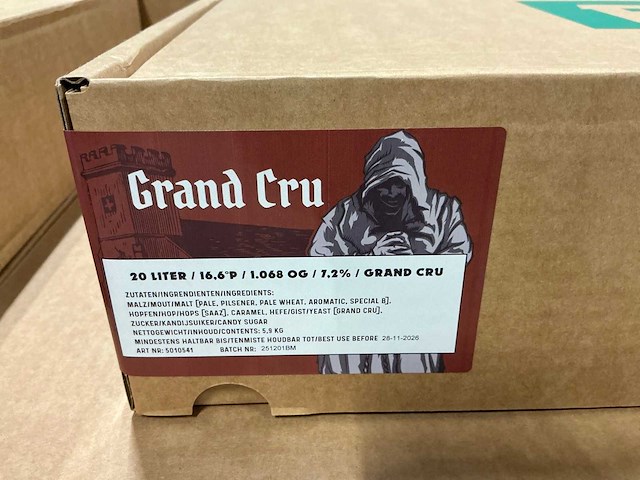 Grand Cru
20 LITER / 16,6°P / 1.068 OG / 7,2% / GRAND CRU
ZUTATEN/INGRENDIENTEN/INGREDIENTS:
MALZ/MOUT/MALT [PALE, PILSENER, PALE WHEAT, AROMATIC, SPECIAL B],
HOPFEN/HOP/HOPS [SAAZ], CARAMEL, HEFE/GIST/YEAST [GRAND CRU],
ZUCKER/KANDIJSUIKER/CANDY SUGAR
NETTOGEWICHT/INHOUD/CONTENTS: 5,9 KG
MINDESTENS HALTBAR BIS/TENMISTE HOUDBAR TOT/BEST USE BEFORE 28-11-2026
ART NR: 5010541 BATCH NR: 251201BM